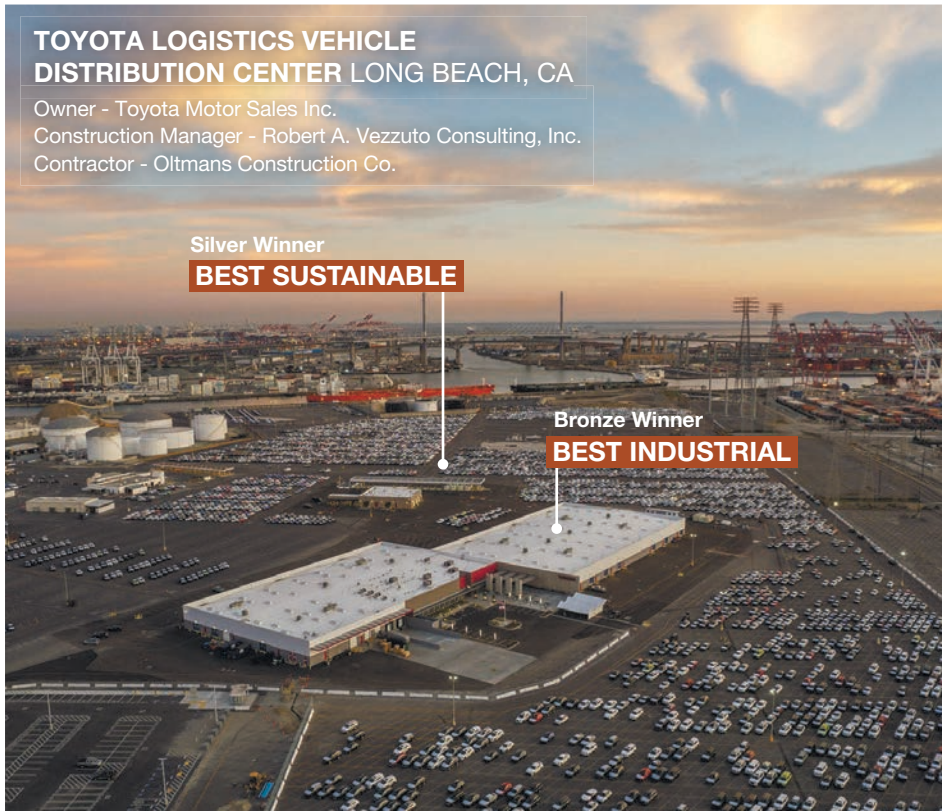 TOYOTA LOGISTICS VEHICLE
DISTRIBUTION CENTER LONG BEACH, CA
Owner - Toyota Motor Sales Inc.
Construction Manager - Robert A. Vezzuto Consulting, Inc.
Contractor - Oltmans Construction Co.
Silver Winner
BEST SUSTAINABLE
Bronze Winner
BEST INDUSTRIAL